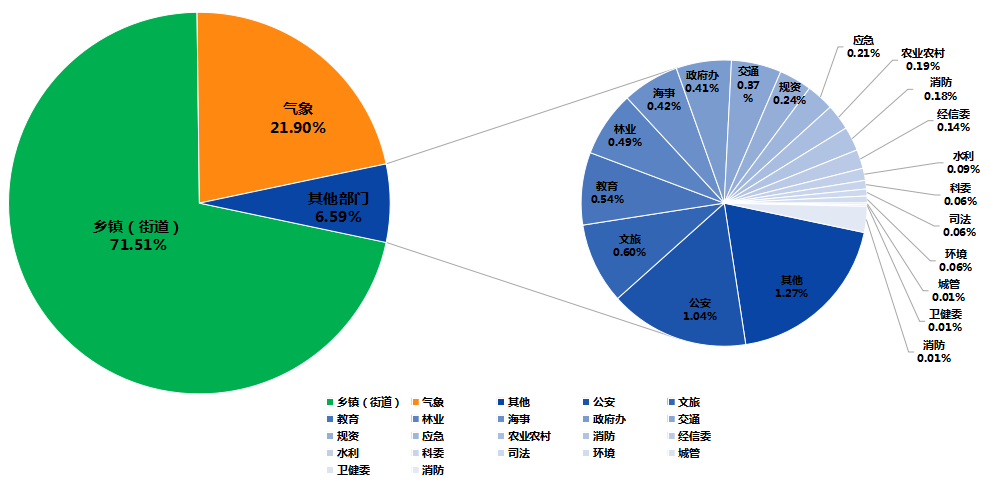 气象
21.90%
其他部门
6.59%
乡镇（街道）
71.51%
应急
0.21%
农业农村
0.19%
消防
0.18%
经信委
0.14%
水利
0.09%
科委
0.06%
司法
0.06%
环境
0.06%
城管
0.01%
卫健委
0.01%
消防
0.01%
规资
0.24%
交通
0.37
%
政府办
0.41%
海事
0.42%
林业
0.49%
教育
0.54%
文旅
0.60%
公安
1.04%
其他
1.27%
乡镇（街道） 气象 其他 公安 文旅
教育 林业 海事 政府办 交通
规资 应急 农业农村 消防 经信委
水利 科委 司法 环境 城管
卫健委 消防